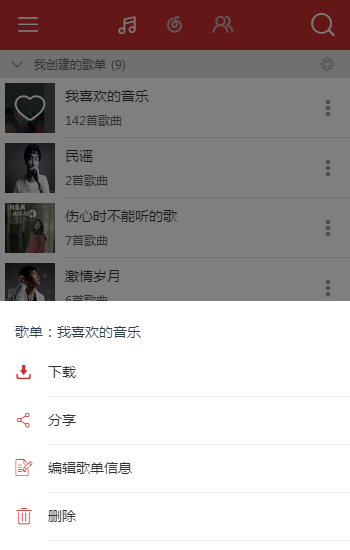 我创建的歌单 (9)
我喜欢的音乐
142首歌曲
民谣
2首歌曲
伤心时不能听的歌
7首歌曲
激情岁月
6首歌曲
歌单：我喜欢的音乐
下载
分享
编辑歌单信息
删除